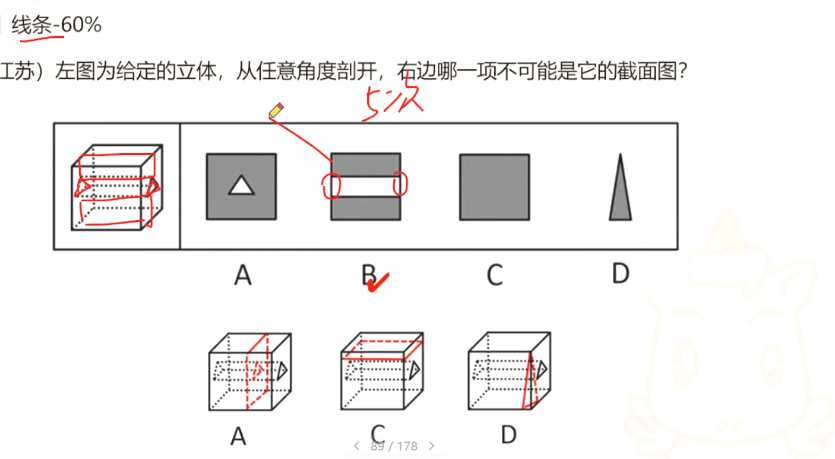 线条-60%
江苏）左图为给定的立体，从任意角度剖开，右边哪一项不可能是它的截面图？
5次
A B C D
A C D
89 / 178